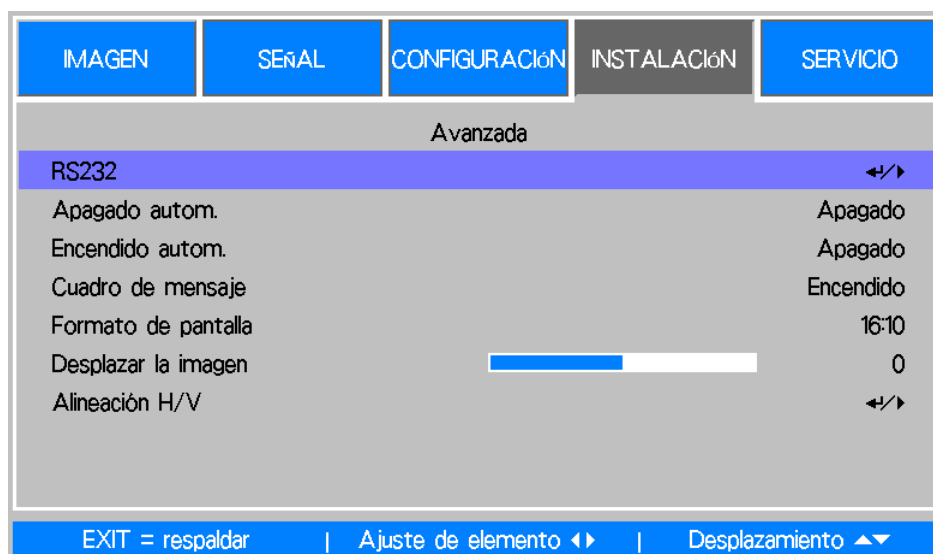 IMAGEN SEñAL CONFIGURACIóN INSTALACIóN SERVICIO
Avanzada
RS232
Apagado autom. Apagado
Encendido autom. Apagado
Cuadro de mensaje Encendido
Formato de pantalla 16:10
Desplazar la imagen 0
Alineación H/V
EXIT = respaldar | Ajuste de elemento | Desplazamiento